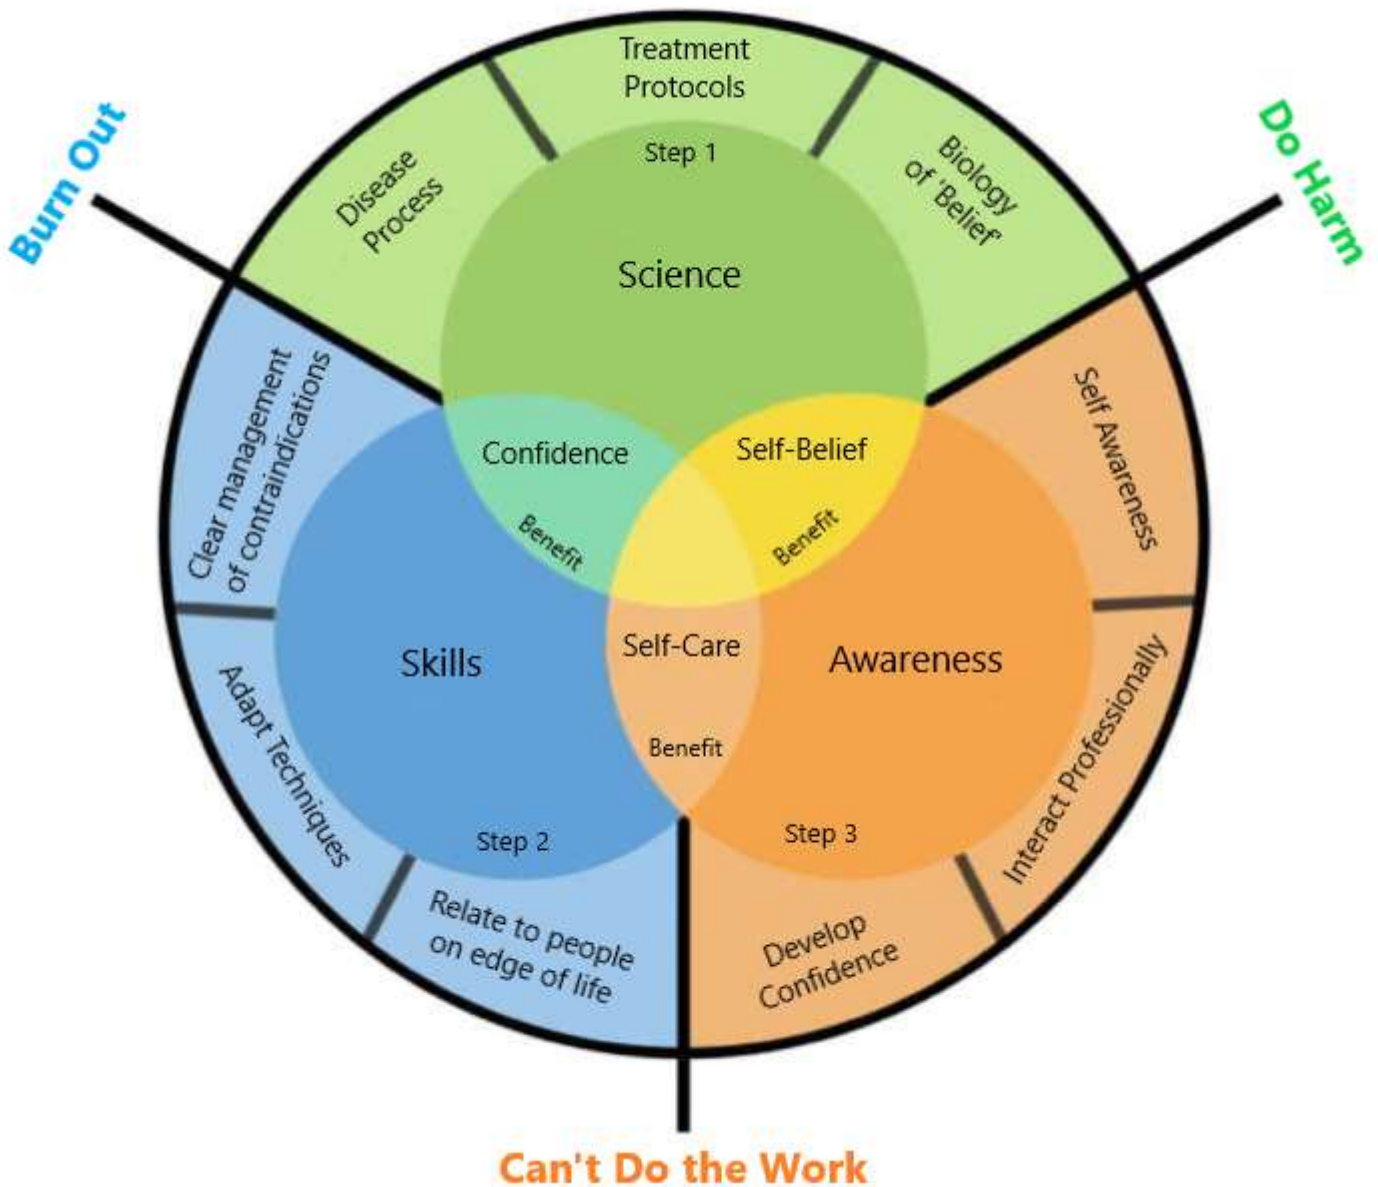 Treatment
Protocols
Step 1
Burn Out
Do Harm
Disease
Process
Biology
of 'Belief'
Science
Clear management
of contraindications
Confidence
Benefit
Self-Belief
Benefit
Self Awareness
Skills
Self-Care
Benefit
Awareness
Adapt Techniques
Interact Professionally
Step 2
Step 3
Relate to people
on edge of life
Develop
Confidence
Can't Do the Work